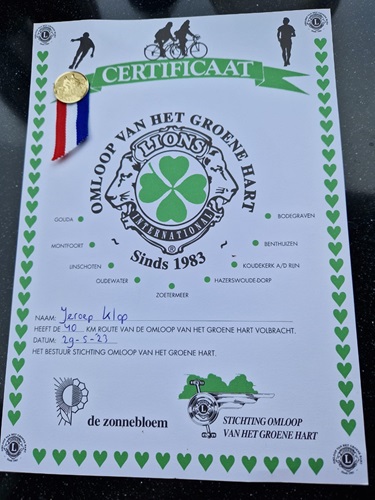 CERTIFICAAT
OMLOOP VAN HET GROENE HART
LIONS
INTERNATIONAL
~ Sinds 1983 ~
GOUDA
BODEGRAVEN
MONTFOORT
BENTHUIZEN
LINSCHOTEN
KOUDEKERK A/D RIJN
OUDEWATER
HAZERSWOUDE-DORP
ZOETERMEER
NAAM: Jeroen Klop
HEEFT DE 40 KM ROUTE VAN DE OMLOOP VAN HET GROENE HART VOLBRACHT.
DATUM: 29-5-23
HET BESTUUR STICHTING OMLOOP VAN HET GROENE HART.
L
de zonnebloem
STICHTING OMLOOP
VAN HET GROENE HART